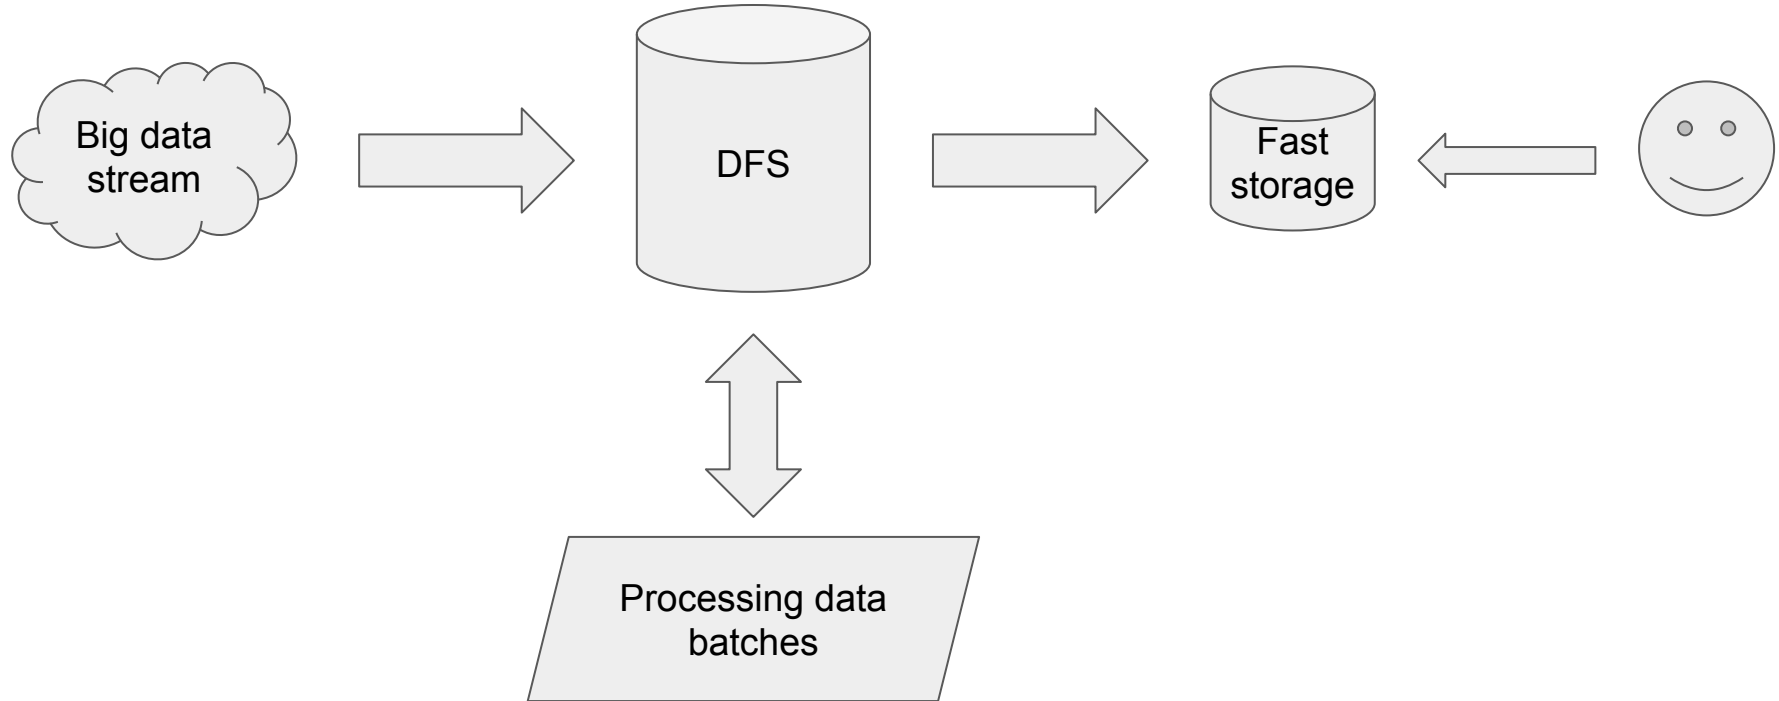 Big data
stream
DFS
Fast
storage
Processing data
batches